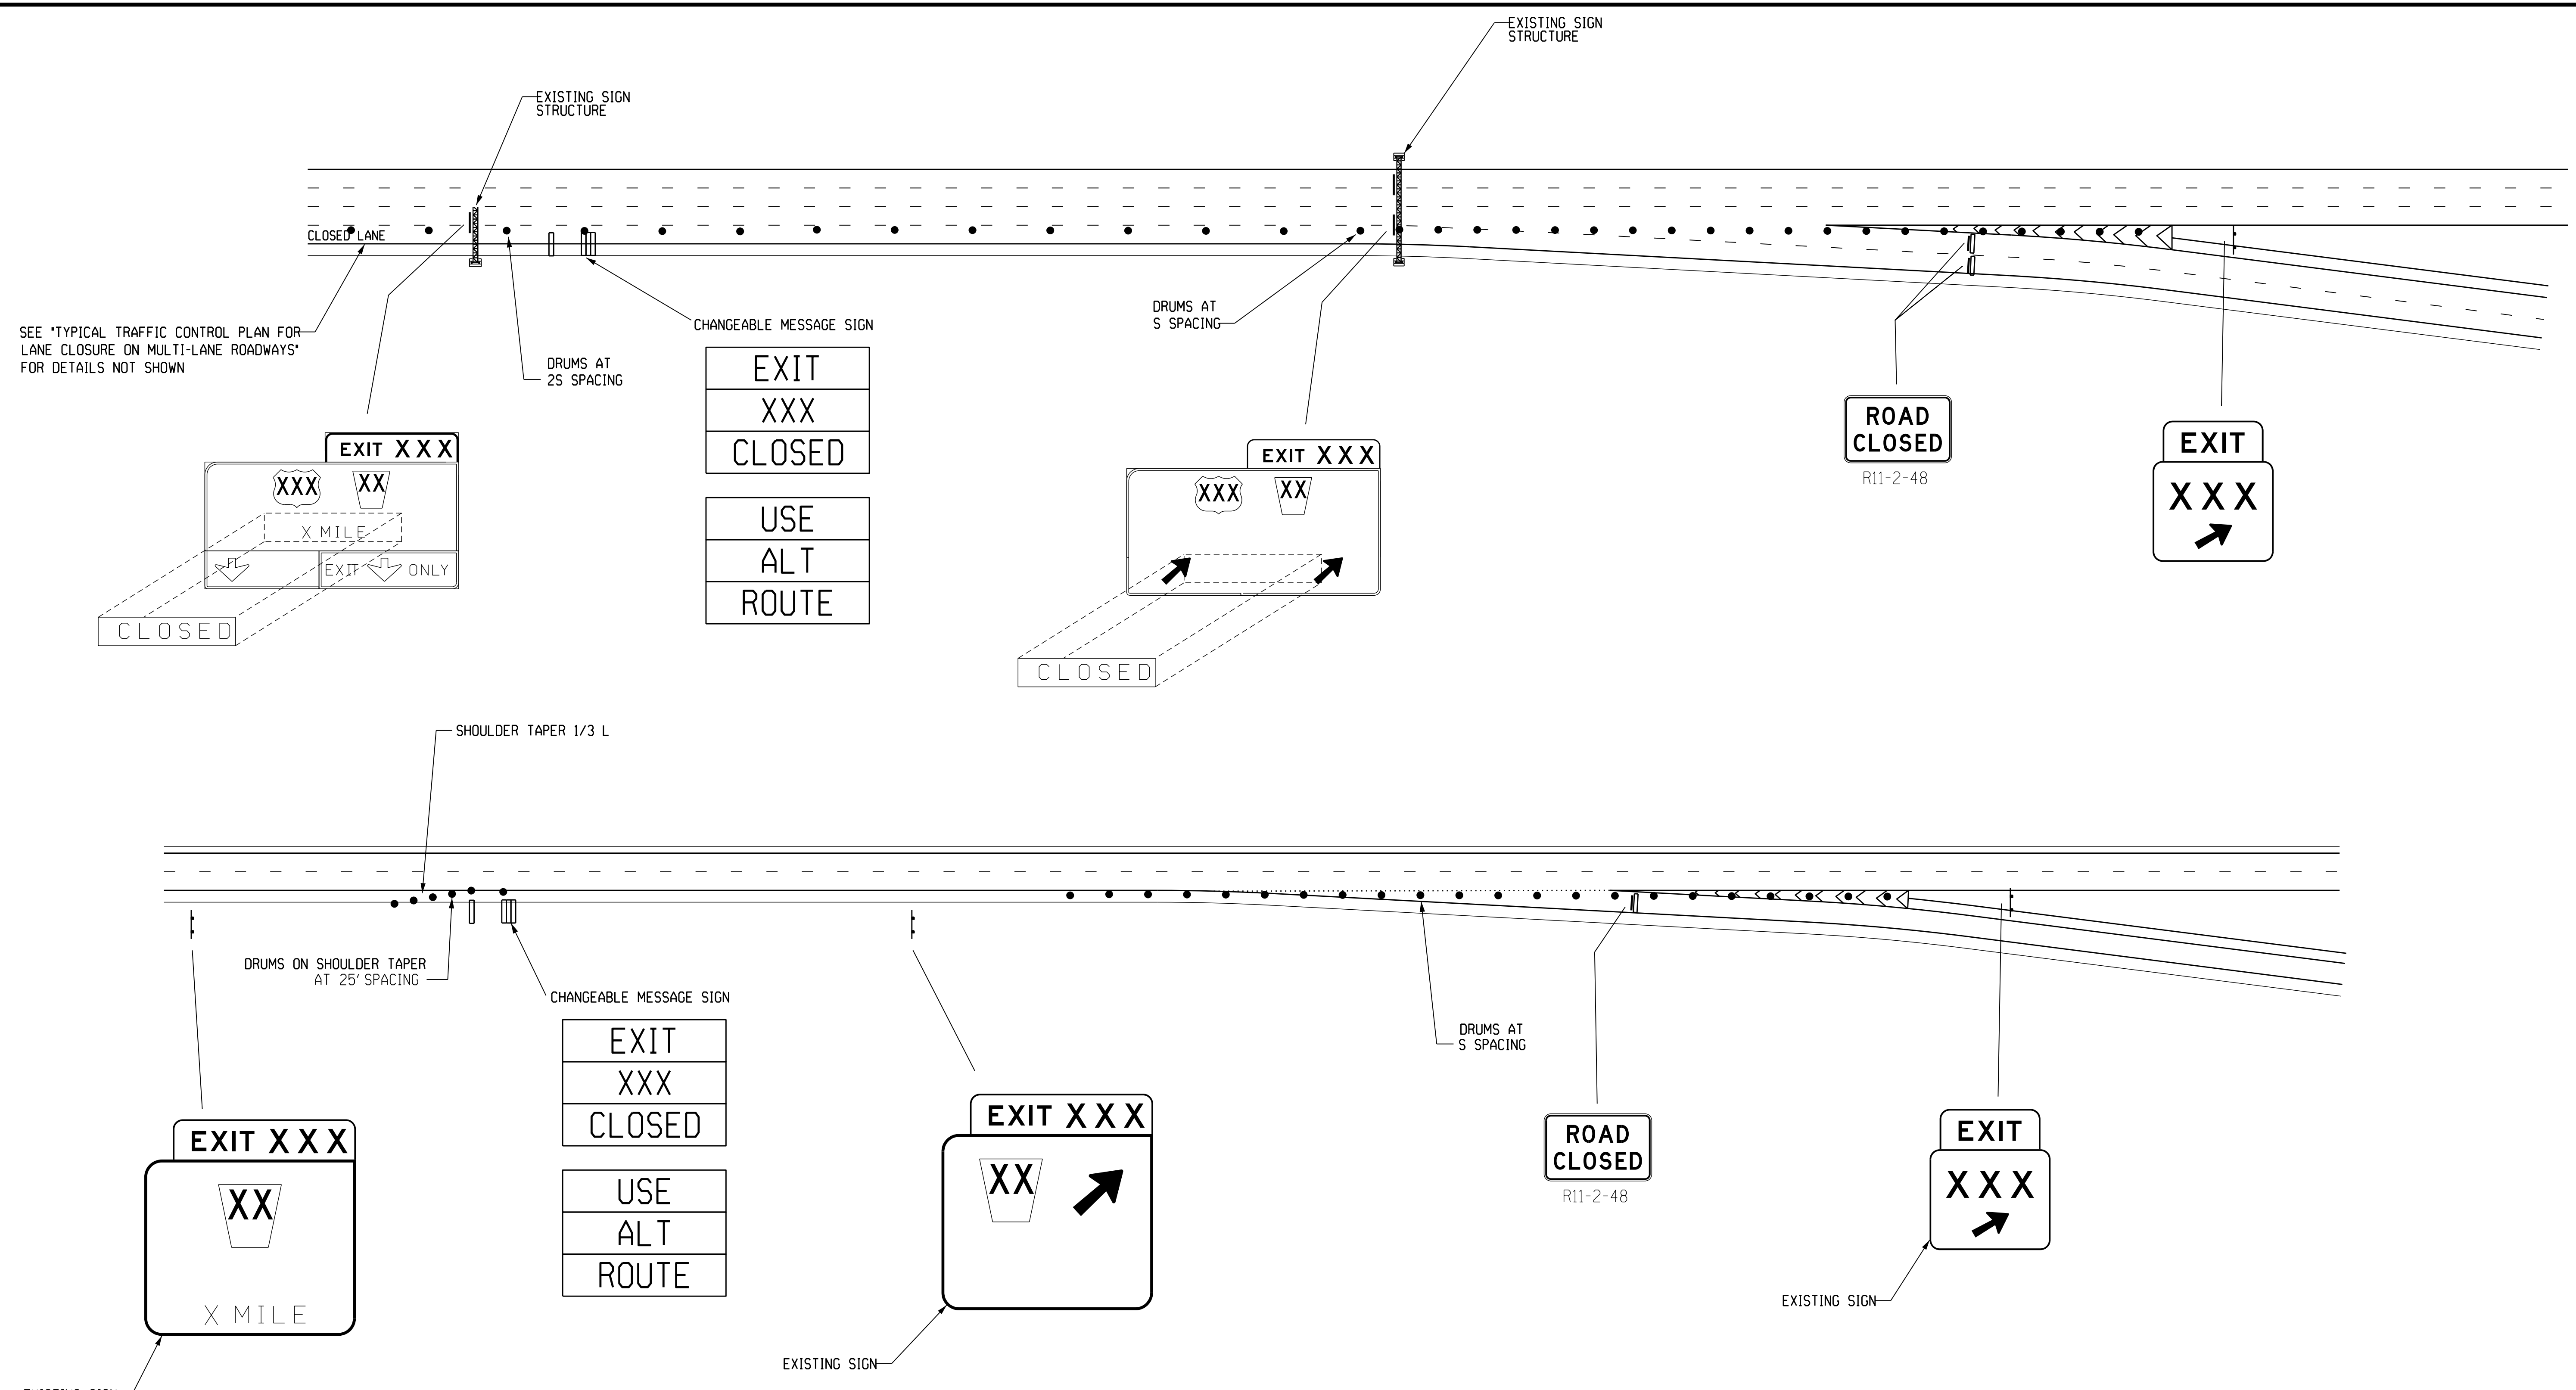 EXISTING SIGN
STRUCTURE
EXISTING SIGN
STRUCTURE
CLOSED LANE
SEE "TYPICAL TRAFFIC CONTROL PLAN FOR
LANE CLOSURE ON MULTI-LANE ROADWAYS"
FOR DETAILS NOT SHOWN
DRUMS AT
2S SPACING
CHANGEABLE MESSAGE SIGN
EXIT
XXX
CLOSED
USE
ALT
ROUTE
DRUMS AT
S SPACING
EXIT XXX
XXX XX
X MILE
EXIT ONLY
CLOSED
EXIT XXX
XXX XX
CLOSED
ROAD
CLOSED
R11-2-48
EXIT
XXX
SHOULDER TAPER 1/3 L
DRUMS ON SHOULDER TAPER
AT 25' SPACING
CHANGEABLE MESSAGE SIGN
EXIT
XXX
CLOSED
USE
ALT
ROUTE
DRUMS AT
S SPACING
EXIT XXX
XX
X MILE
EXIT XXX
XX
EXISTING SIGN
ROAD
CLOSED
R11-2-48
EXIT
XXX
EXISTING SIGN